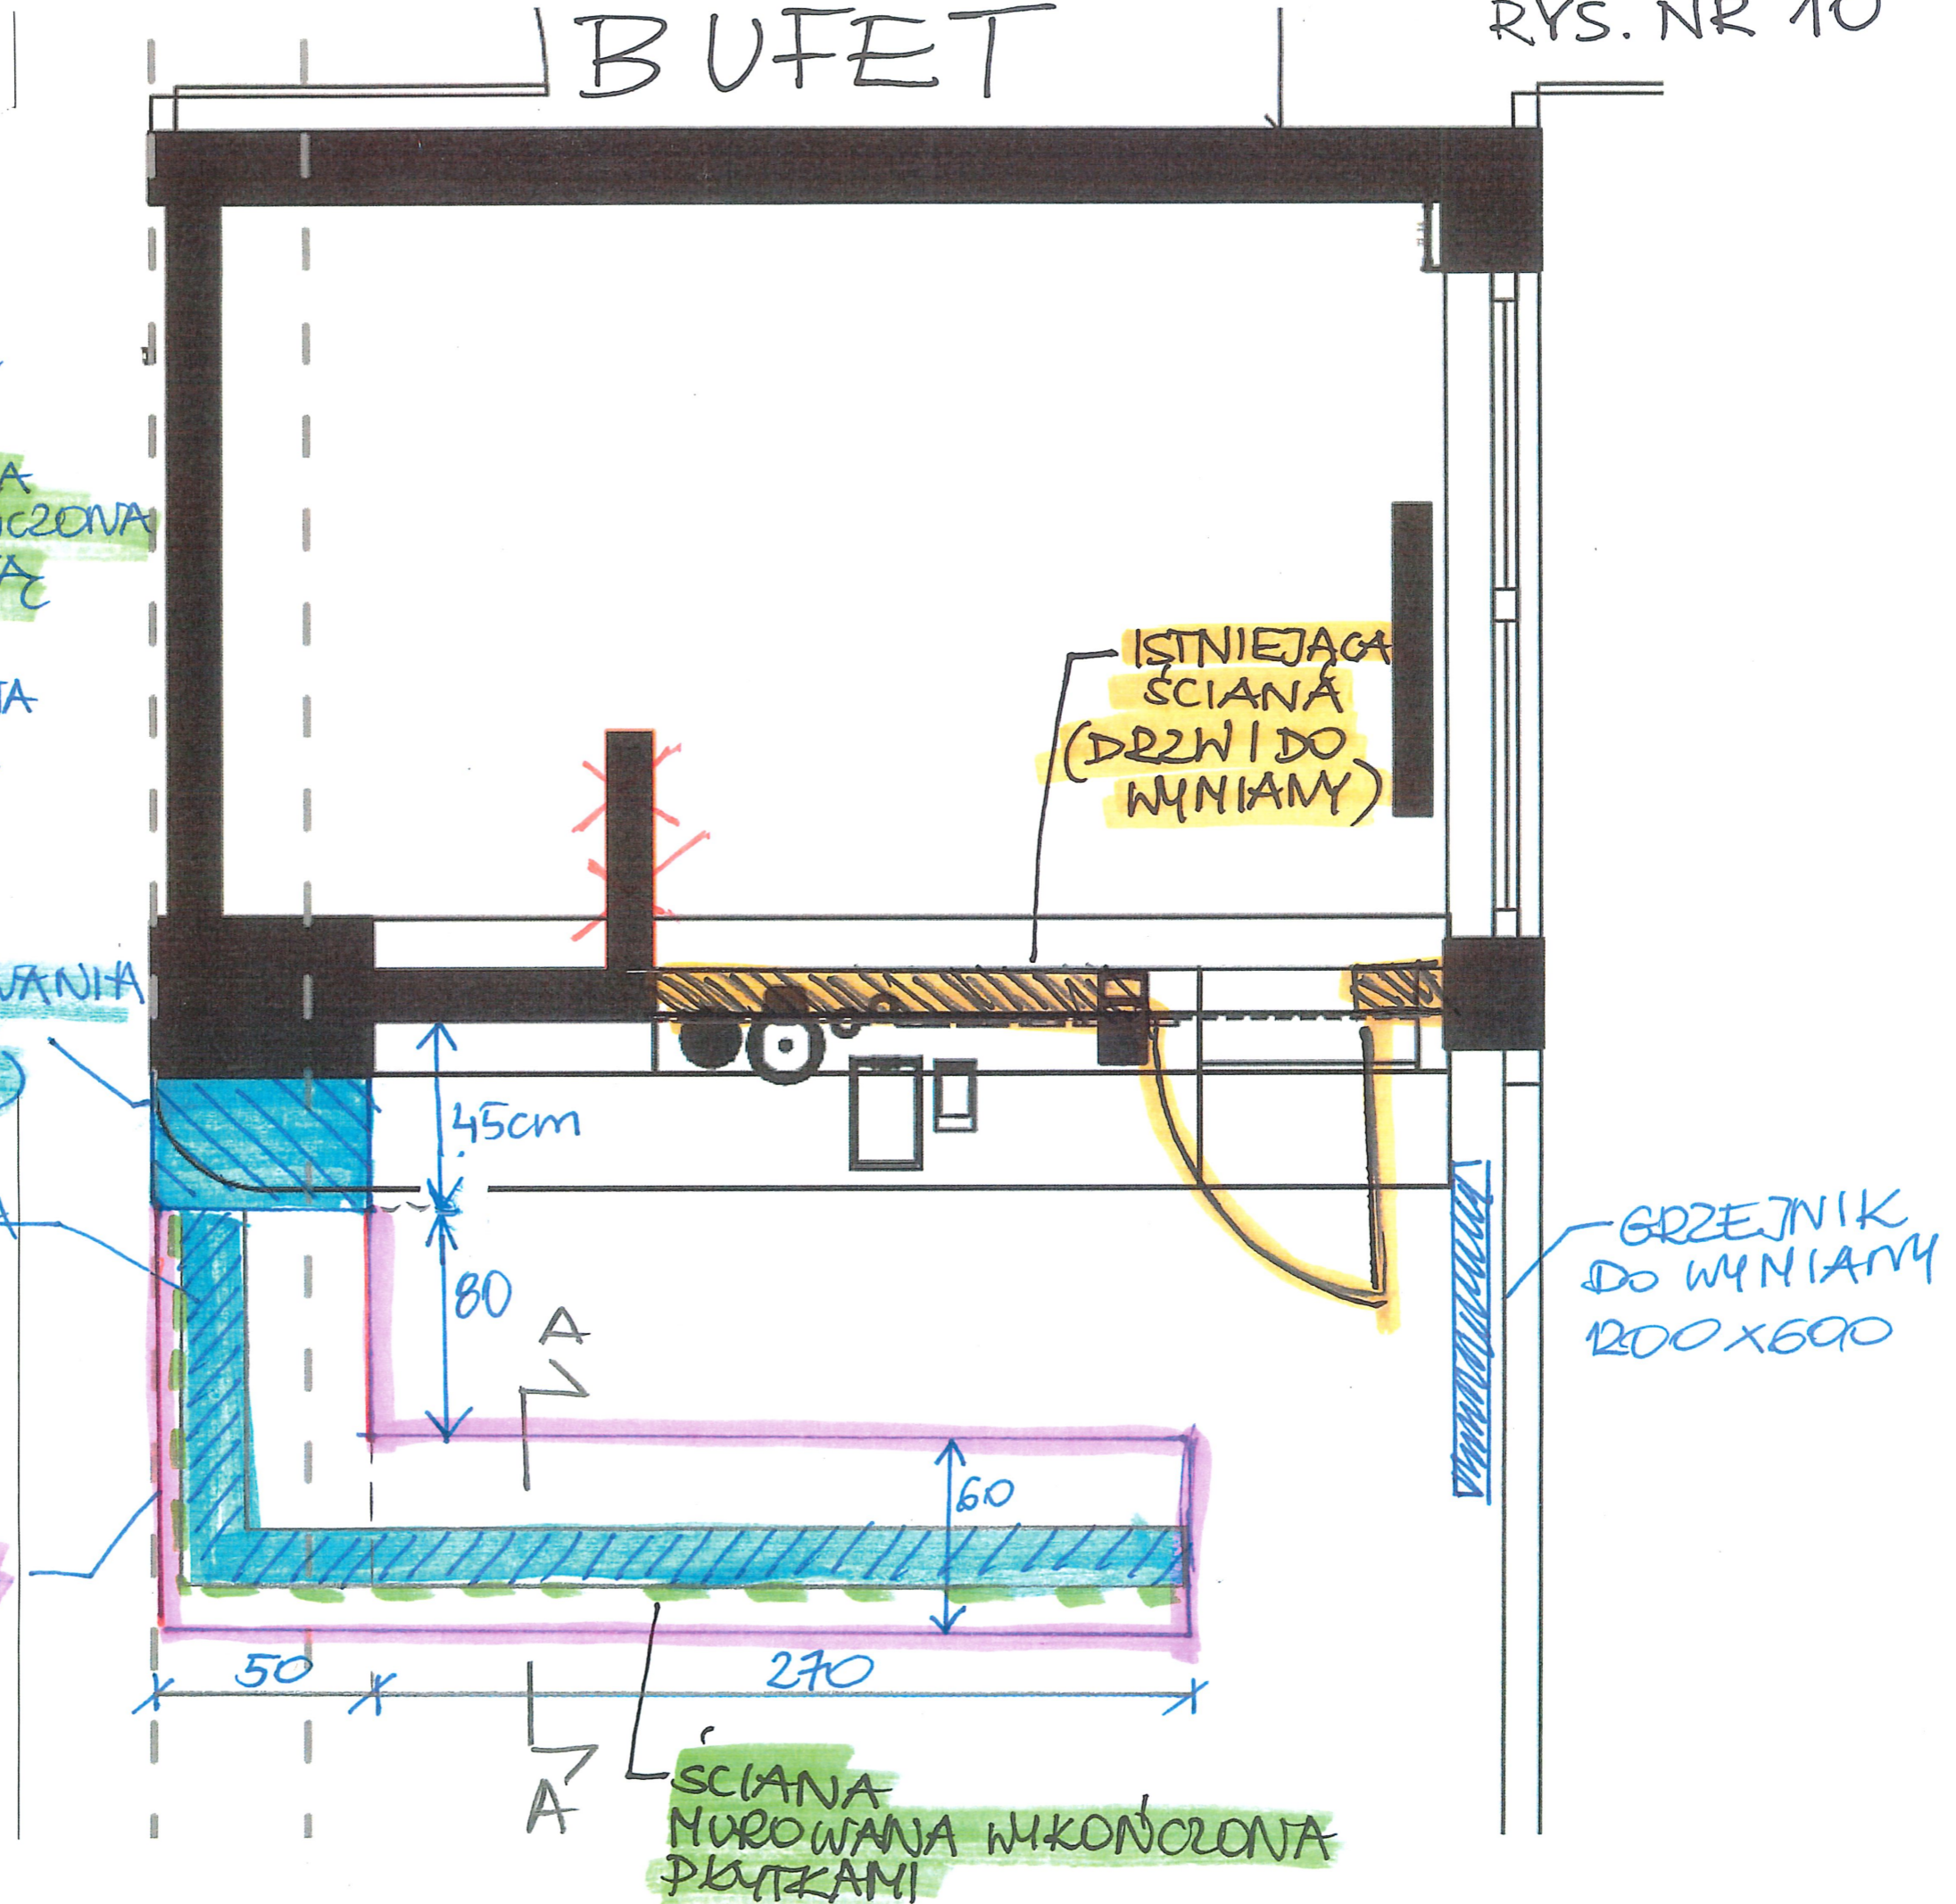 BUFET
RYS. NR 10
ISTNIEJĄCA
ŚCIANA
(DRZWI DO
WYMIANY)
45cm
80
A
60
GRZEJNIK
DO WYMIANY
1200x600
50
270
A
ŚCIANA
MUROWANA WYKOŃCZONA
PŁYTKAMI